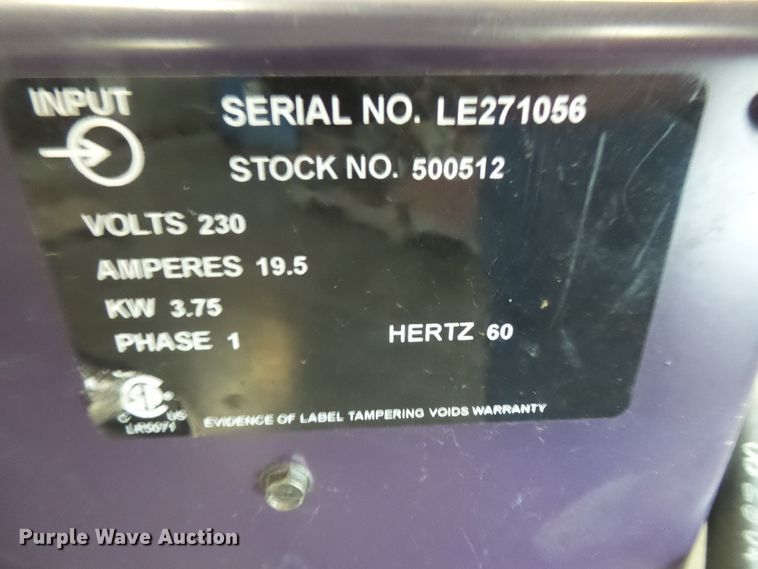 INPUT
SERIAL NO. LE271056
STOCK NO. 500512
VOLTS 230
AMPERES 19.5
KW 3.75
PHASE 1
HERTZ 60
C US
EVIDENCE OF LABEL TAMPERING VOIDS WARRANTY
Purple Wave Auction